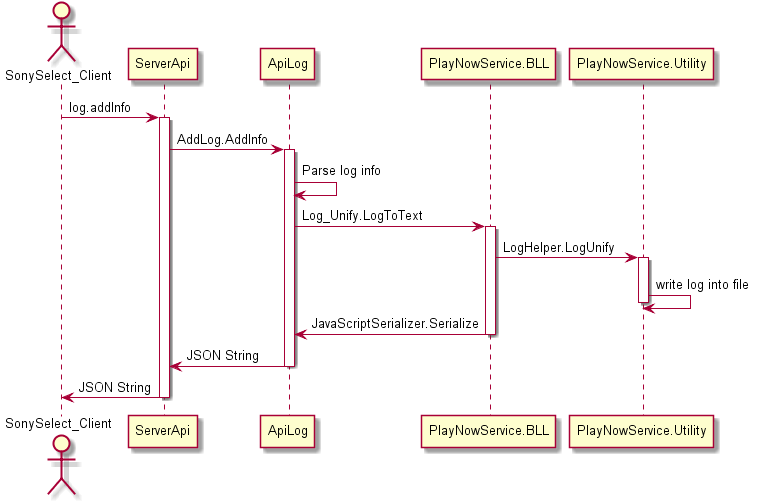 SonySelect_Client
ServerApi
ApiLog
PlayNowService.BLL
PlayNowService.Utility
log.addInfo
AddLog.AddInfo
Parse log info
Log_Unify.LogToText
LogHelper.LogUnify
write log into file
JavaScriptSerializer.Serialize
JSON String
JSON String
SonySelect_Client
ServerApi
ApiLog
PlayNowService.BLL
PlayNowService.Utility